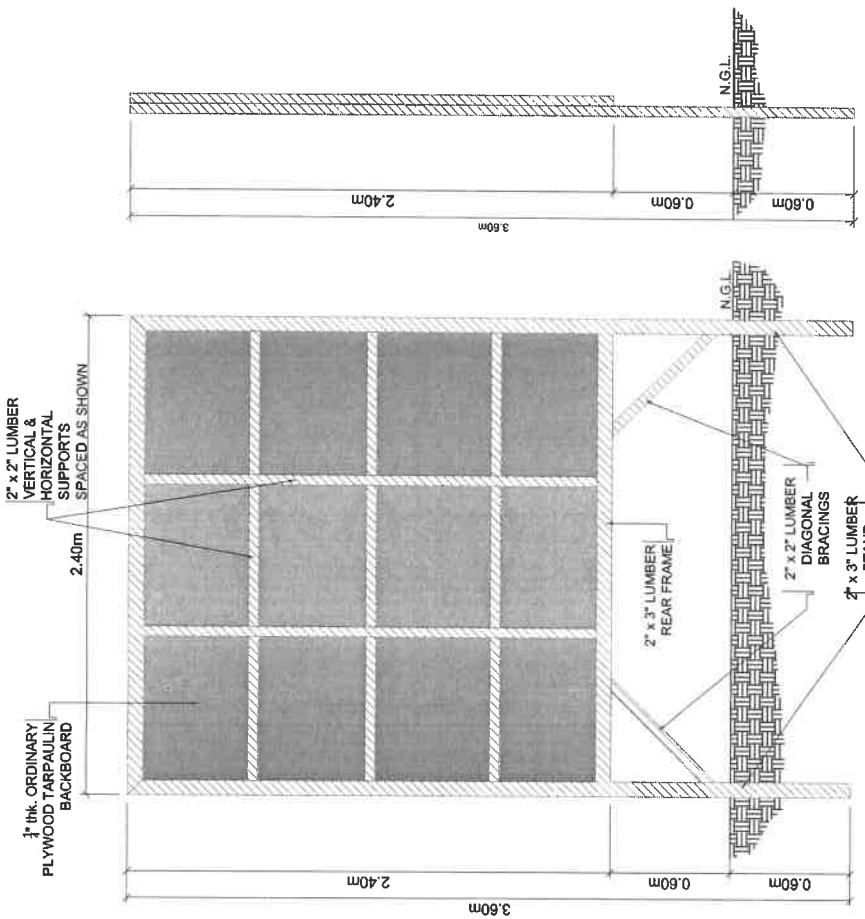 2" x 2" LUMBER
VERTICAL &
HORIZONTAL
SUPPORTS
SPACED AS SHOWN
thk. ORDINARY
PLYWOOD TARPAULIN
BACKBOARD
2.40m
2.40m
0.60m
0.60m
3.60m
N.G.L.
2" x 3" LUMBER
REAR FRAME
2" x 2" LUMBER
DIAGONAL
BRACINGS
2" x 3" LUMBER
2.40m
0.60m
0.60m
3.60m
N.G.L.